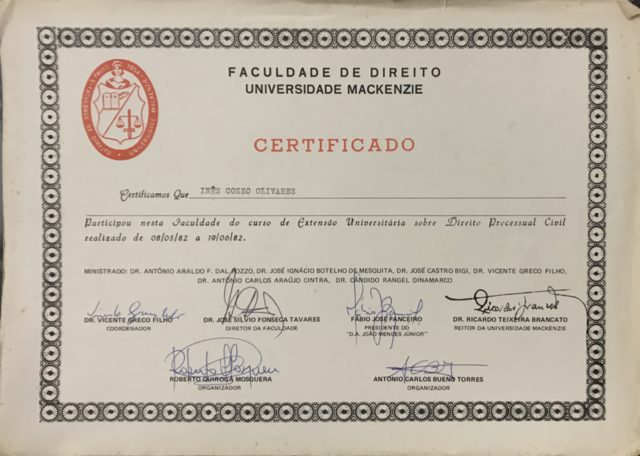 FACULDADE DE DIREITO
UNIVERSIDADE MACKENZIE
CERTIFICADO
Certificamos Que INÊS COZZO OLIVARES
Participou nesta Faculdade do curso de Extensão Universitária sobre Direito Processual Civil
realizado de 08/05/82 a 19/00/82.
MINISTRADO: DR. ANTÔNIO ARALDO F. DAL POZZO, DR. JOSÉ IGNÁCIO BOTELHO DE MESQUITA, DR. JOSÉ CASTRO BIGI, DR. VICENTE GRECO FILHO,
DR. ANTÔNIO CARLOS ARAÚJO CINTRA, DR. CÂNDIDO RANGEL DINAMARCO
DR. VICENTE GRECO FILHO
COORDENADOR
DR. JOSÉ SILVIO FONSECA TAVARES
DIRETOR DA FACULDADE
FÁBIO JOSÉ PANCEIRO
PRESIDENTE DO
"D.A. JOÃO MENDES JÚNIOR"
DR. RICARDO TEIXEIRA BRANCATO
REITOR DA UNIVERSIDADE MACKENZIE
ROBERTO QUIROGA MOSQUERA
ORGANIZADOR
ANTÔNIO CARLOS BUENO TORRES
ORGANIZADOR